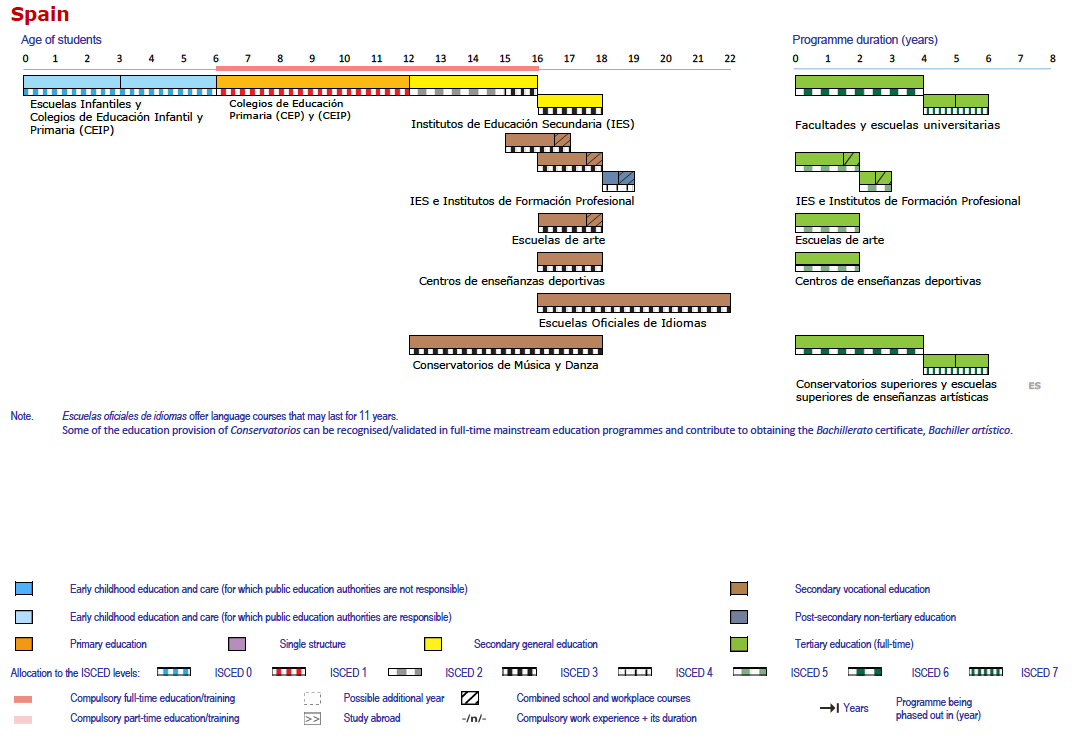 Spain
Age of students
Programme duration (years)
0 1 2 3 4 5 6 7 8 9 10 11 12 13 14 15 16 17 18 19 20 21 22
0 1 2 3 4 5 6 7 8
Escuelas Infantiles y
Colegios de Educación Infantil y
Primaria (CEIP)
Colegios de Educación
Primaria (CEP) y (CEIP)
Institutos de Educación Secundaria (IES)
Facultades y escuelas universitarias
IES e Institutos de Formación Profesional
IES e Institutos de Formación Profesional
Escuelas de arte
Escuelas de arte
Centros de enseñanzas deportivas
Centros de enseñanzas deportivas
Escuelas Oficiales de Idiomas
Conservatorios de Música y Danza
Conservatorios superiores y escuelas
superiores de enseñanzas artísticas
ES
Note. Escuelas oficiales de idiomas offer language courses that may last for 11 years.
Some of the education provision of Conservatorios can be recognised/validated in full-time mainstream education programmes and contribute to obtaining the Bachillerato certificate, Bachiller artístico.
Early childhood education and care (for which public education authorities are not responsible)
Secondary vocational education
Early childhood education and care (for which public education authorities are responsible)
Post-secondary non-tertiary education
Primary education
Single structure
Secondary general education
Tertiary education (full-time)
Allocation to the ISCED levels: ISCED 0 ISCED 1 ISCED 2 ISCED 3 ISCED 4 ISCED 5 ISCED 6 ISCED 7
Compulsory full-time education/training
Possible additional year
Combined school and workplace courses
Years
Programme being
phased out in (year)
Compulsory part-time education/training
>> Study abroad
-/n/- Compulsory work experience + its duration